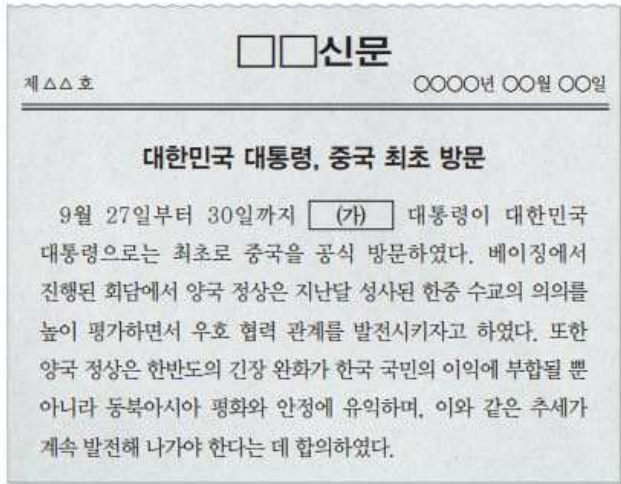 □□신문
제△△호 ○○○○년 ○○월 ○○일
대한민국 대통령, 중국 최초 방문
9월 27일부터 30일까지 (가) 대통령이 대한민국
대통령으로는 최초로 중국을 공식 방문하였다. 베이징에서
진행된 회담에서 양국 정상은 지난달 성사된 한중 수교의 의의를
높이 평가하면서 우호 협력 관계를 발전시키자고 하였다. 또한
양국 정상은 한반도의 긴장 완화가 한국 국민의 이익에 부합될 뿐
아니라 동북아시아 평화와 안정에 유익하며, 이와 같은 추세가
계속 발전해 나가야 한다는 데 합의하였다.